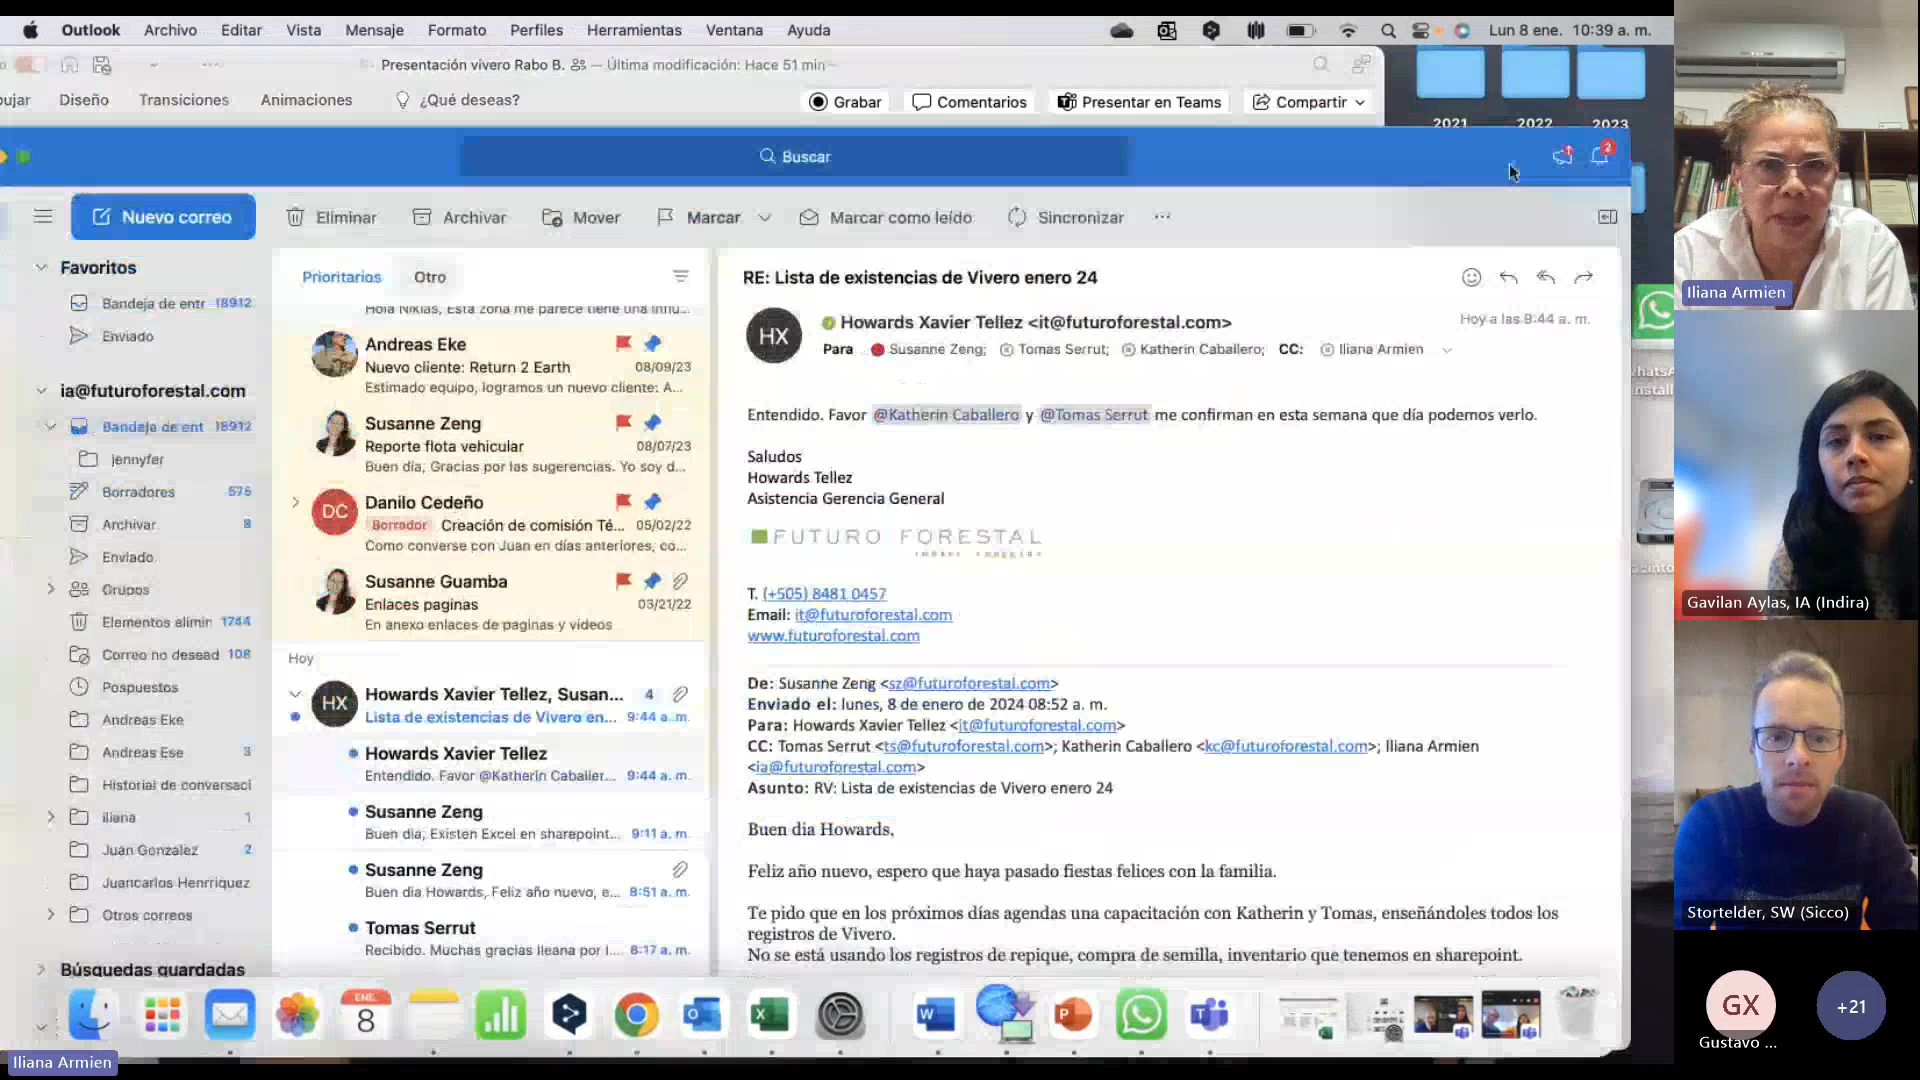 Outlook Archivo Editar Vista Mensaje Formato Perfiles Herramientas Ventana Ayuda
Lun 8 ene. 10:39 a. m.
Presentación vivero Rabo B. — Última modificación: Hace 51 min
Diseño Transiciones Animaciones ¿Qué deseas?
Grabar Comentarios Presentar en Teams Compartir
2021 2022 2023
Buscar
2
Nuevo correo Eliminar Archivar Mover Marcar Marcar como leído Sincronizar ...
Favoritos
Bandeja de entr 18912
Enviado
ia@futuroforestal.com
Bandeja de ent 18912
jennyfer
Borradores 576
Archivar 8
Enviado
Grupos
Elementos elimin 1744
Correo no desead 108
Pospuestos
Andreas Eke
Andreas Ese 3
Historial de conversaci
iliana 1
Juan Gonzalez 2
Juancarlos Henrriquez
Otros correos
Búsquedas guardadas
Prioritarios Otro
Andreas Eke
Nuevo cliente: Return 2 Earth 08/09/23
Estimado equipo, logramos un nuevo cliente: A...
Susanne Zeng
Reporte flota vehicular 08/07/23
Buen día, Gracias por las sugerencias. Yo soy d...
DC
Danilo Cedeño
Borrador Creación de comisión Té... 05/02/22
Como converse con Juan en días anteriores, co...
Susanne Guamba
Enlaces paginas 03/21/22
En anexo enlaces de paginas y videos
Hoy
HX
Howards Xavier Tellez, Susan... 4
Lista de existencias de Vivero en... 9:44 a. m.
Howards Xavier Tellez
Entendido. Favor @Katherin Caballer... 9:44 a. m.
Susanne Zeng
Buen dia, Existen Excel en sharepoint... 9:11 a. m.
Susanne Zeng
Buen dia Howards, Feliz año nuevo, e... 8:51 a. m.
Tomas Serrut
Recibido. Muchas gracias Ileana por l... 8:17 a. m.
RE: Lista de existencias de Vivero enero 24
HX
Howards Xavier Tellez <it@futuroforestal.com>
Hoy a las 9:44 a. m.
Para Susanne Zeng; Tomas Serrut; Katherin Caballero; CC: Iliana Armien
Entendido. Favor @Katherin Caballero y @Tomas Serrut me confirman en esta semana que día podemos verlo.
Saludos
Howards Tellez
Asistencia Gerencia General
FUTURO FORESTAL
T. (+505) 8481 0457
Email: it@futuroforestal.com
www.futuroforestal.com
De: Susanne Zeng <sz@futuroforestal.com>
Enviado el: lunes, 8 de enero de 2024 08:52 a. m.
Para: Howards Xavier Tellez <it@futuroforestal.com>
CC: Tomas Serrut <ts@futuroforestal.com>; Katherin Caballero <kc@futuroforestal.com>; Iliana Armien
<ia@futuroforestal.com>
Asunto: RV: Lista de existencias de Vivero enero 24
Buen dia Howards,
Feliz año nuevo, espero que haya pasado fiestas felices con la familia.
Te pido que en los próximos días agendas una capacitación con Katherin y Tomas, enseñándoles todos los
registros de Vivero.
No se está usando los registros de repique, compra de semilla, inventario que tenemos en sharepoint.
ENE.
8
Iliana Armien
Iliana Armien
Gavilan Aylas, IA (Indira)
Stortelder, SW (Sicco)
GX
+21
Gustavo ...